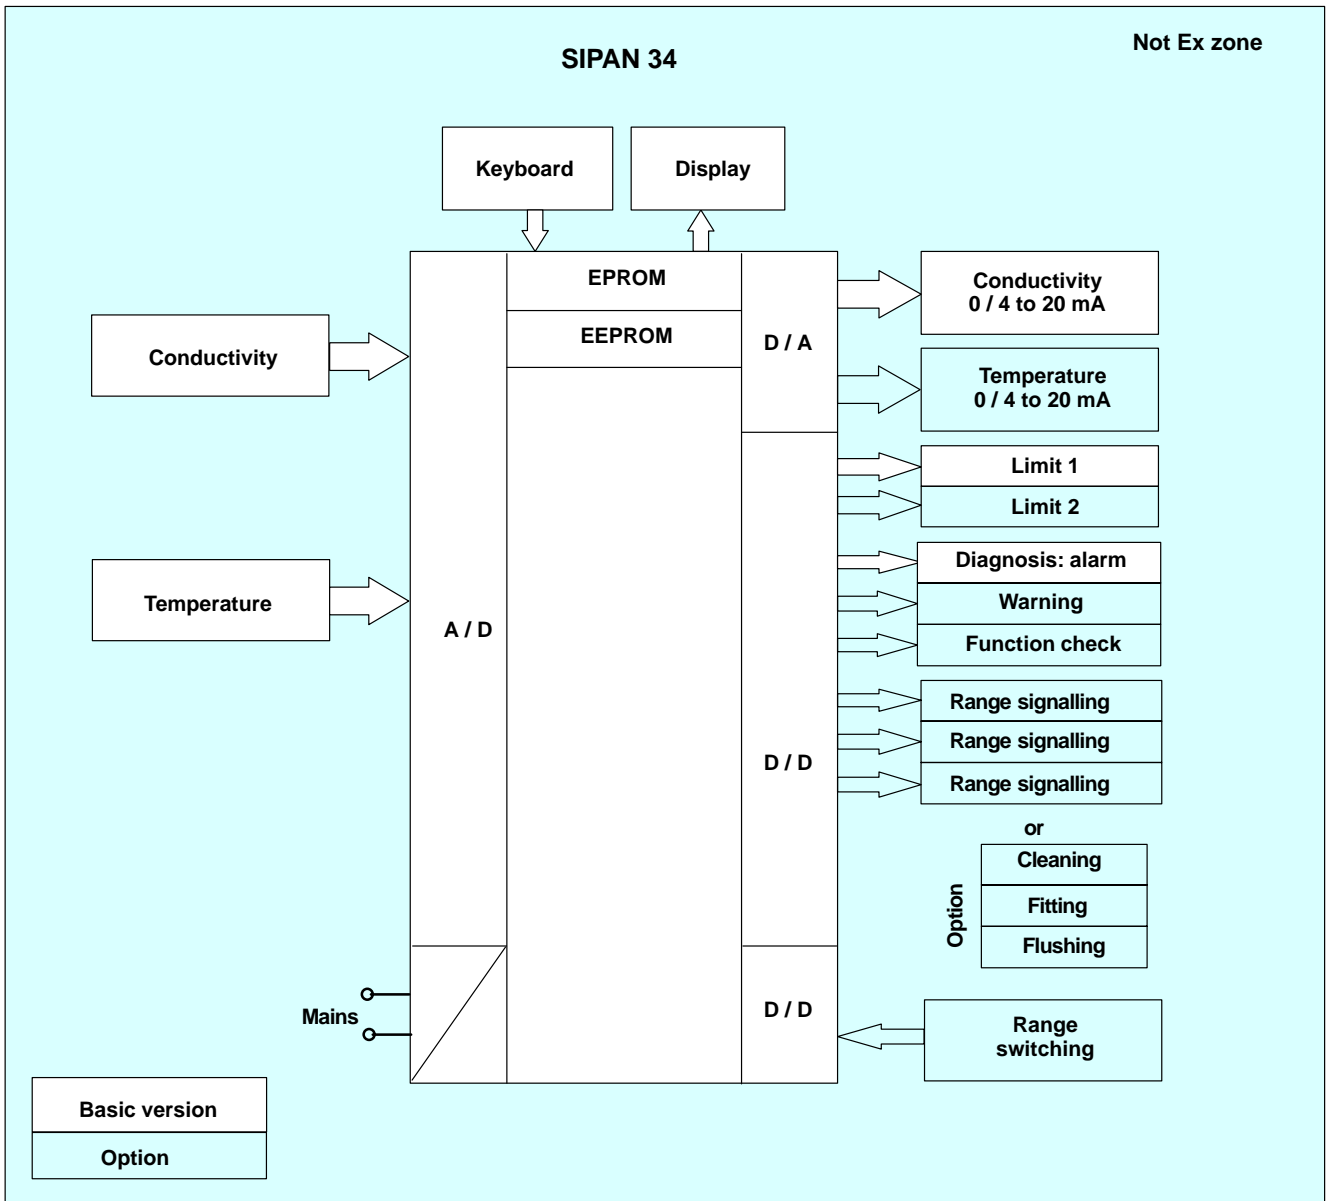 Not Ex zone
SIPAN 34
Keyboard
Display
EPROM
EEPROM
D / A
Conductivity
0 / 4 to 20 mA
Conductivity
Temperature
0 / 4 to 20 mA
Limit 1
Limit 2
Diagnosis: alarm
Warning
Function check
Temperature
A / D
Range signalling
Range signalling
Range signalling
D / D
or
Option
Cleaning
Fitting
Flushing
Mains
D / D
Range
switching
Basic version
Option